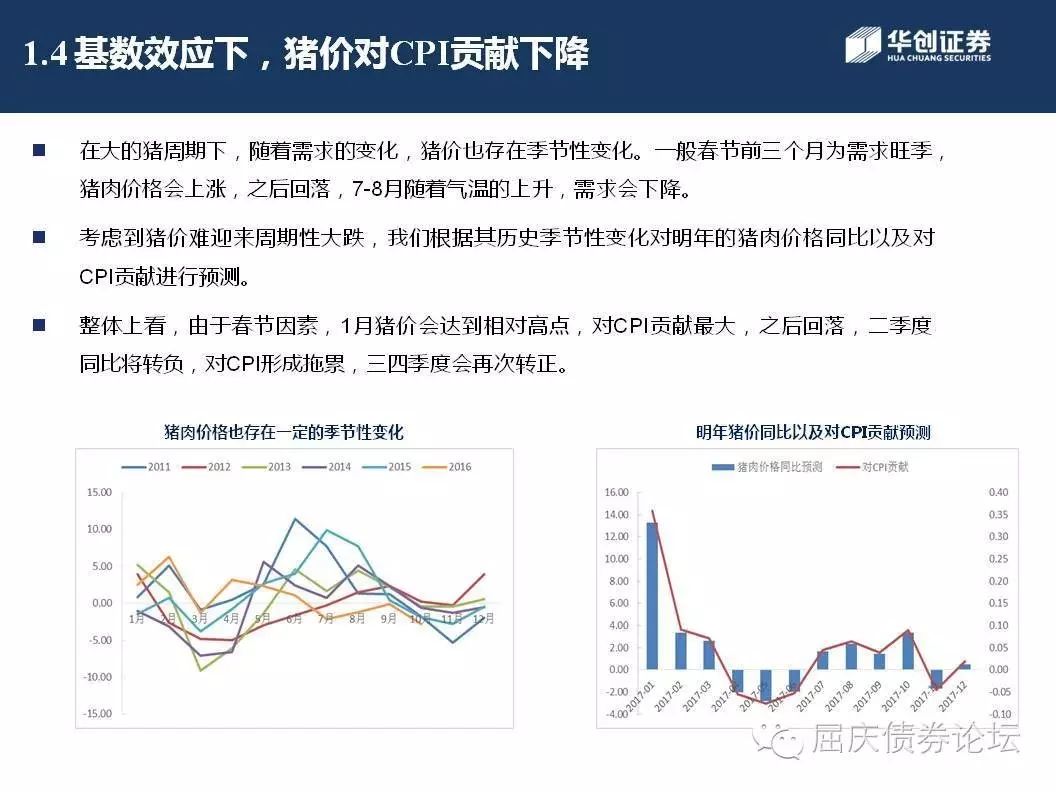 1.4 基数效应下，猪价对CPI贡献下降
华创证券
HUA CHUANG SECURITIES
在大的猪周期下，随着需求的变化，猪价也存在季节性变化。一般春节前三个月为需求旺季，
猪肉价格会上涨，之后回落，7-8月随着气温的上升，需求会下降。
考虑到猪价难迎来周期性大跌，我们根据其历史季节性变化对明年的猪肉价格同比以及对
CPI贡献进行预测。
整体上看，由于春节因素，1月猪价会达到相对高点，对CPI贡献最大，之后回落，二季度
同比将转负，对CPI形成拖累，三四季度会再次转正。
猪肉价格也存在一定的季节性变化
2011 2012 2013 2014 2015 2016
15.00
10.00
5.00
0.00
-5.00
-10.00
-15.00
1月 2月 3月 4月 5月 6月 7月 8月 9月 10月 11月 12月
明年猪价同比以及对CPI贡献预测
猪肉价格同比预测 对CPI贡献
16.00
14.00
12.00
10.00
8.00
6.00
4.00
2.00
0.00
-2.00
-4.00
0.40
0.35
0.30
0.25
0.20
0.15
0.10
0.05
0.00
-0.05
-0.10
2017-01 2017-02 2017-03 2017-04 2017-05 2017-06 2017-07 2017-08 2017-09 2017-10 2017-11 2017-12
屈庆债券论坛